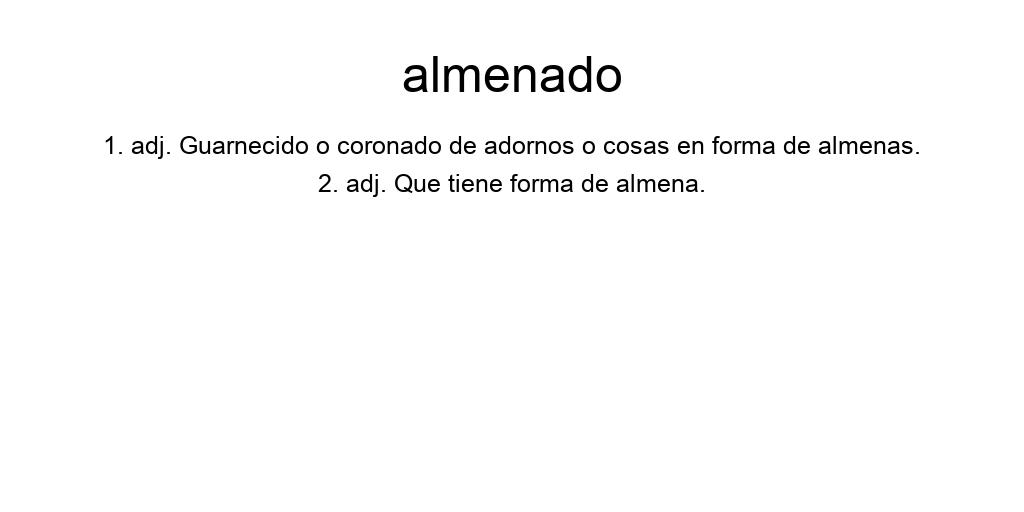 almenado
1. adj. Guarnecido o coronado de adornos o cosas en forma de almenas.
2. adj. Que tiene forma de almena.